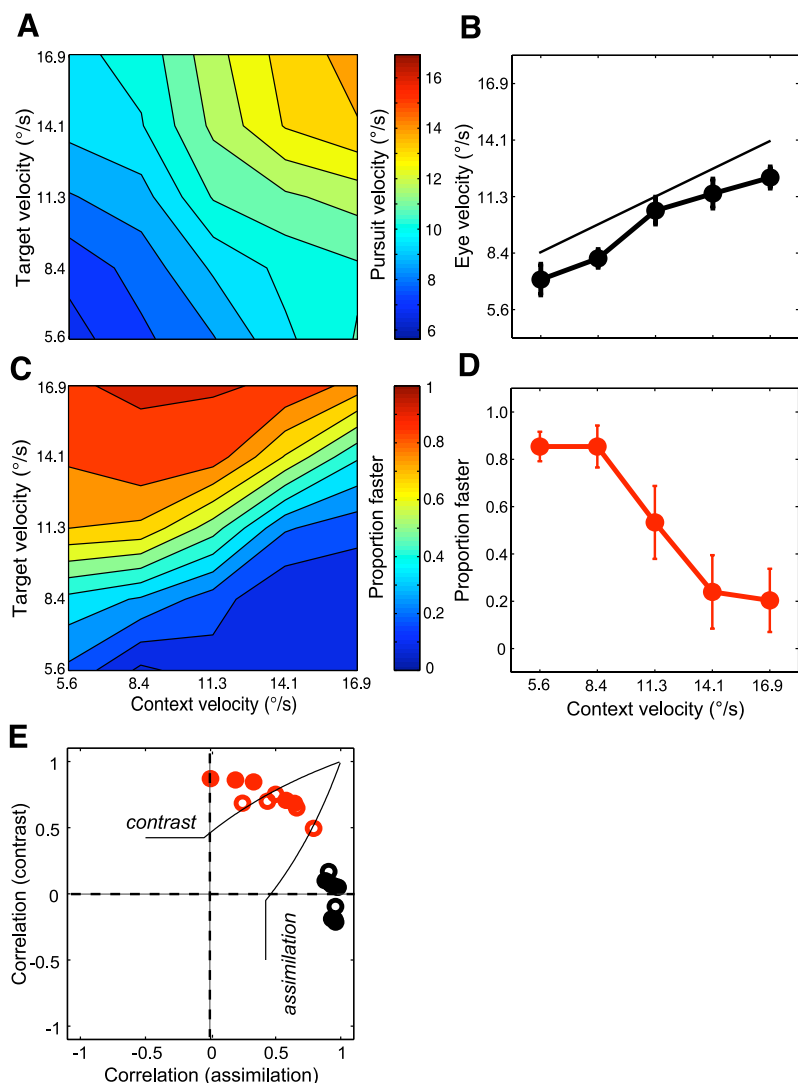 A
16.9
14.1
11.3
8.4
5.6
Target velocity (°/s)
16
14
12
10
8
6
Pursuit velocity (°/s)
B
16.9
14.1
11.3
8.4
5.6
Eye velocity (°/s)
C
16.9
14.1
11.3
8.4
5.6
Target velocity (°/s)
5.6 8.4 11.3 14.1 16.9
Context velocity (°/s)
1
0.8
0.6
0.4
0.2
0
Proportion faster
D
1.0
0.8
0.6
0.4
0.2
0
Proportion faster
5.6 8.4 11.3 14.1 16.9
Context velocity (°/s)
E
1
0.5
0
-0.5
-1
Correlation (contrast)
contrast
assimilation
-1 -0.5 0 0.5 1
Correlation (assimilation)